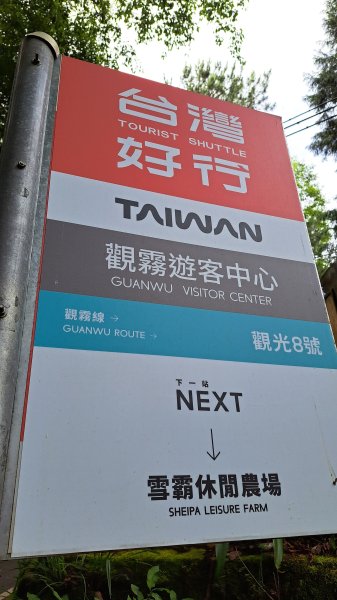 台灣
TOURIST SHUTTLE
好行
TAIWAN
觀霧遊客中心
GUANWU VISITOR CENTER
觀霧線 →
GUANWU ROUTE →
觀光8號
下一站
NEXT
↓
雪霸休閒農場
SHEIPA LEISURE FARM